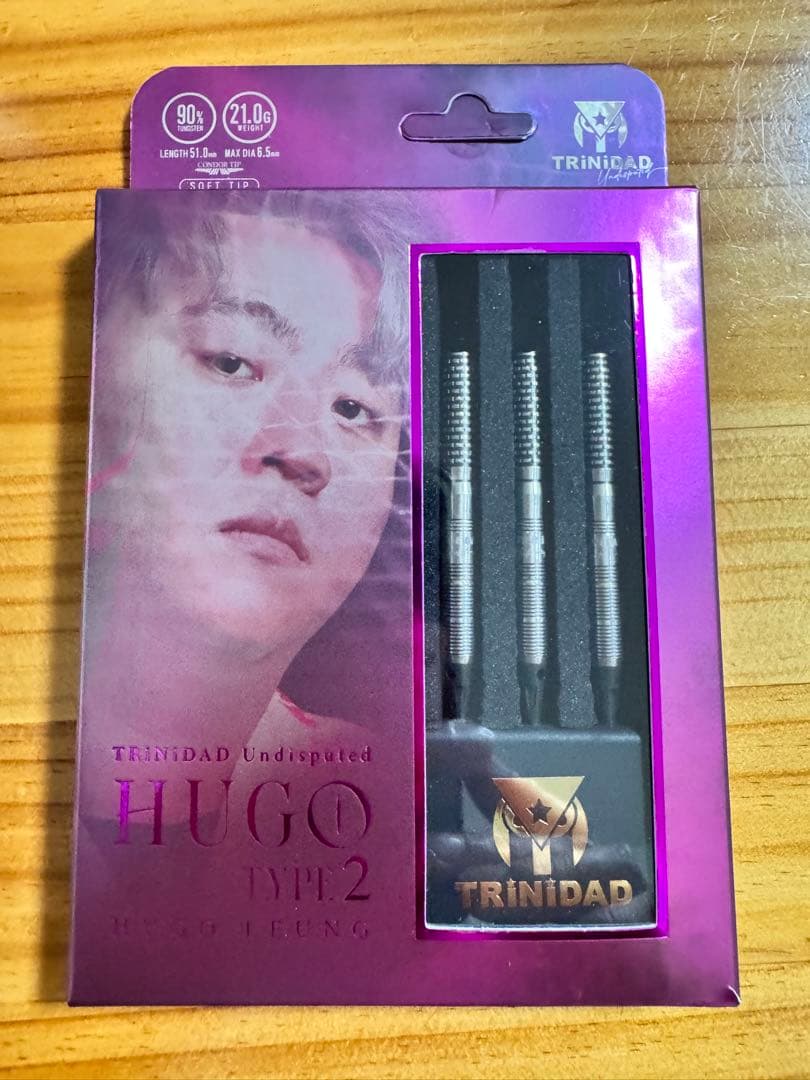 90% TUNGSTEN
21.0G WEIGHT
LENGTH 51.0mm MAX DIA 6.5mm
CONDOR TIP
SOFT TIP
TRiNiDAD
Undisputed
TRiNiDAD Undisputed
HUGO
TYPE 2
HUGO LEUNG
TRiNiDAD